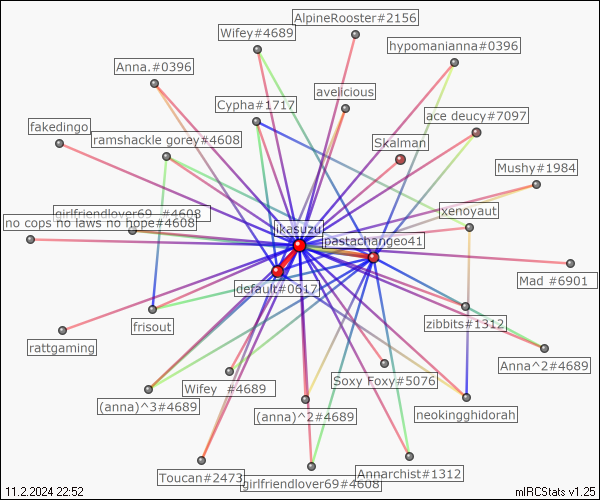 AlpineRooster#2156
Wifey#4689
hypomanianna#0396
Anna.#0396
avelicious
Cypha#1717
ace deucy#7097
fakedingo
ramshackle gorey#4608
Skalman
Mushy#1984
girlfriendlover69_#4608
xenoyaut
no cops no laws no hope#4608
likasuzu
pastachangeo41
Mad #6901
default#0617
frisout
zibbits#1312
rattgaming
Anna^2#4689
Wifey #4689
Soxy Foxy#5076
(anna)^3#4689
(anna)^2#4689
neokingghidorah
Toucan#2473
Annarchist#1312
girlfriendlover69#4608
11.2.2024 22:52
mIRCStats v1.25